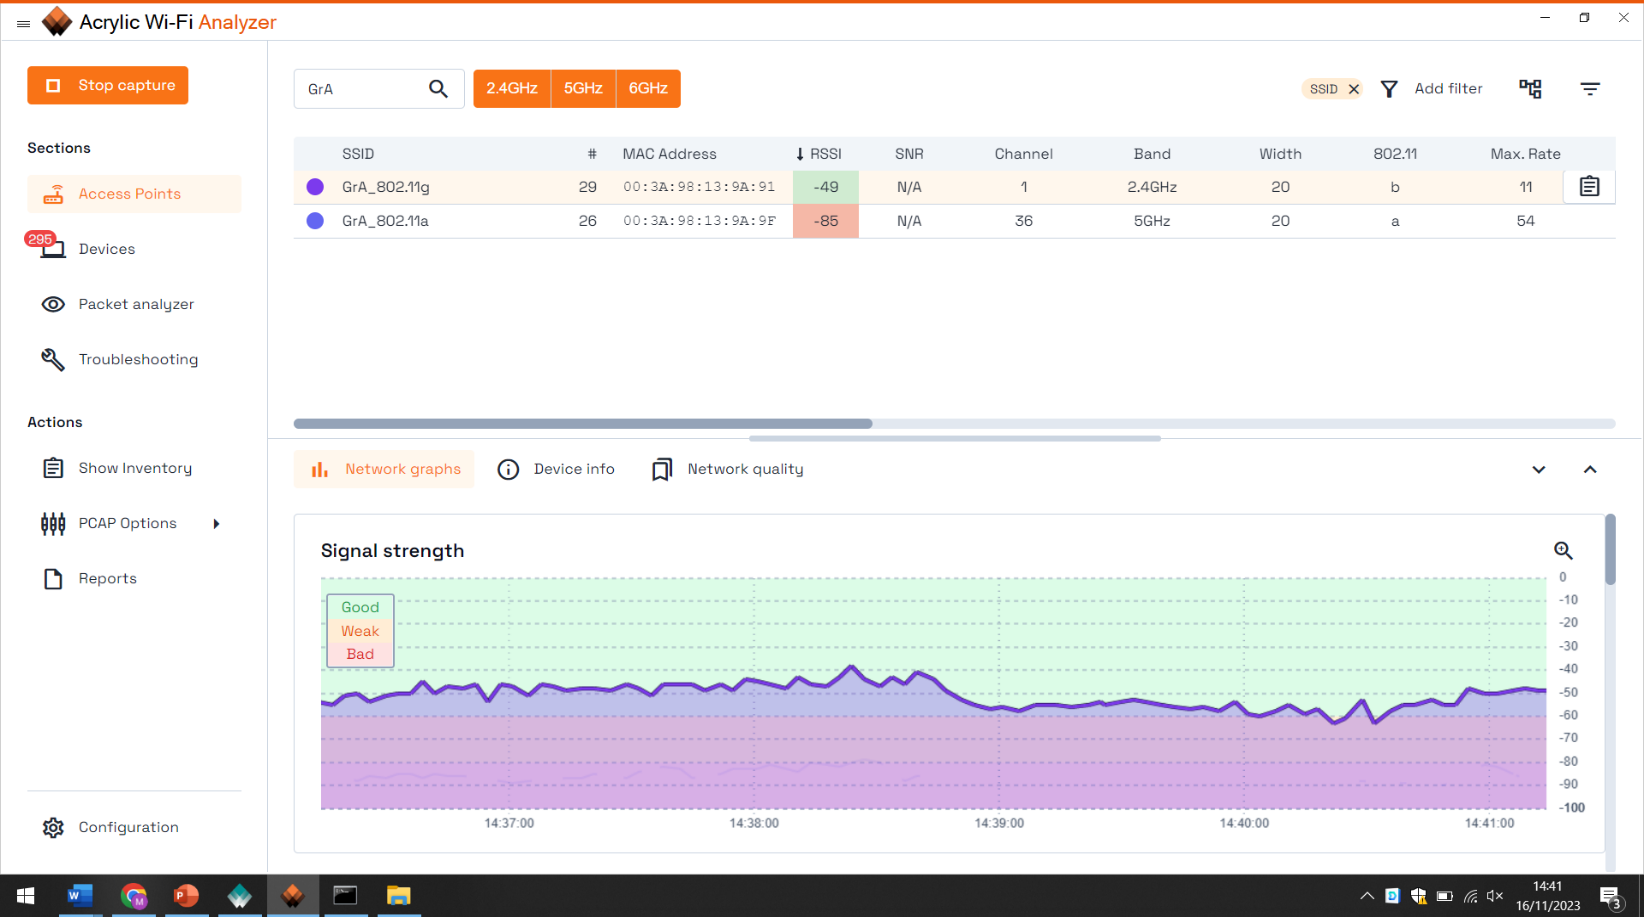 Acrylic Wi-Fi Analyzer
Stop capture
GrA
2.4GHz 5GHz 6GHz
SSID Add filter
Sections
Access Points
295
Devices
Packet analyzer
Troubleshooting
Actions
Show Inventory
PCAP Options
Reports
Configuration
SSID # MAC Address RSSI SNR Channel Band Width 802.11 Max. Rate
GrA_802.11g 29 00:3A:98:13:9A:91 -49 N/A 1 2.4GHz 20 b 11
GrA_802.11a 26 00:3A:98:13:9A:9F -85 N/A 36 5GHz 20 a 54
Network graphs Device info Network quality
Signal strength
Good
Weak
Bad
0
-10
-20
-30
-40
-50
-60
-70
-80
-90
-100
14:37:00 14:38:00 14:39:00 14:40:00 14:41:00
14:41
16/11/2023
3